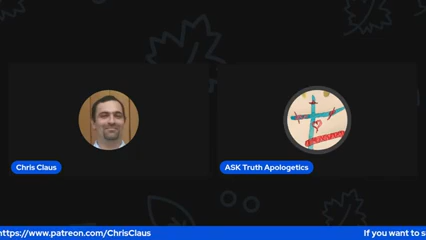 Chris Claus
ASK Truth Apologetics
https://www.patreon.com/ChrisClaus
If you want to s